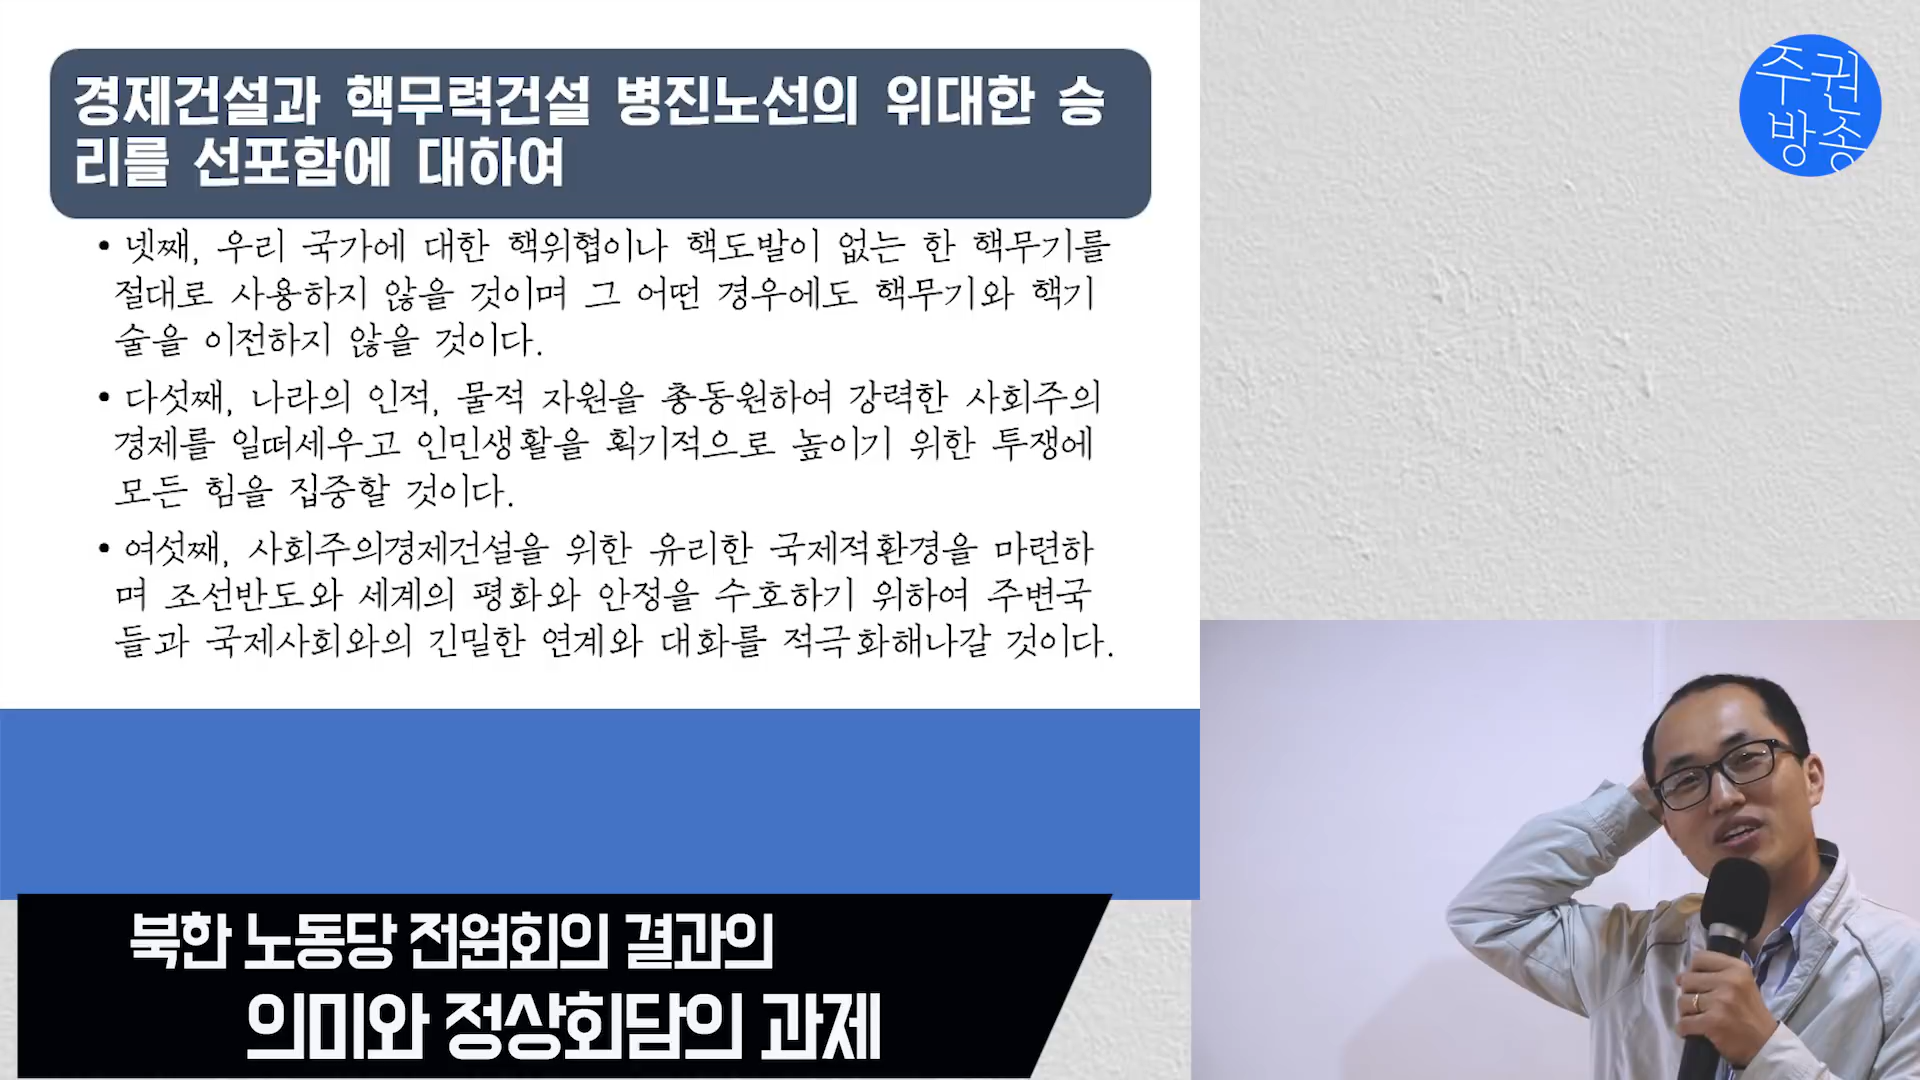 경제건설과 핵무력건설 병진노선의 위대한 승
리를 선포함에 대하여
• 넷째, 우리 국가에 대한 핵위협이나 핵도발이 없는 한 핵무기를
절대로 사용하지 않을 것이며 그 어떤 경우에도 핵무기와 핵기
술을 이전하지 않을 것이다.
• 다섯째, 나라의 인적, 물적 자원을 총동원하여 강력한 사회주의
경제를 일떠세우고 인민생활을 획기적으로 높이기 위한 투쟁에
모든 힘을 집중할 것이다.
• 여섯째, 사회주의경제건설을 위한 유리한 국제적환경을 마련하
며 조선반도와 세계의 평화와 안정을 수호하기 위하여 주변국
들과 국제사회와의 긴밀한 연계와 대화를 적극화해나갈 것이다.
주권
방송
북한 노동당 전원회의 결과의
의미와 정상회담의 과제